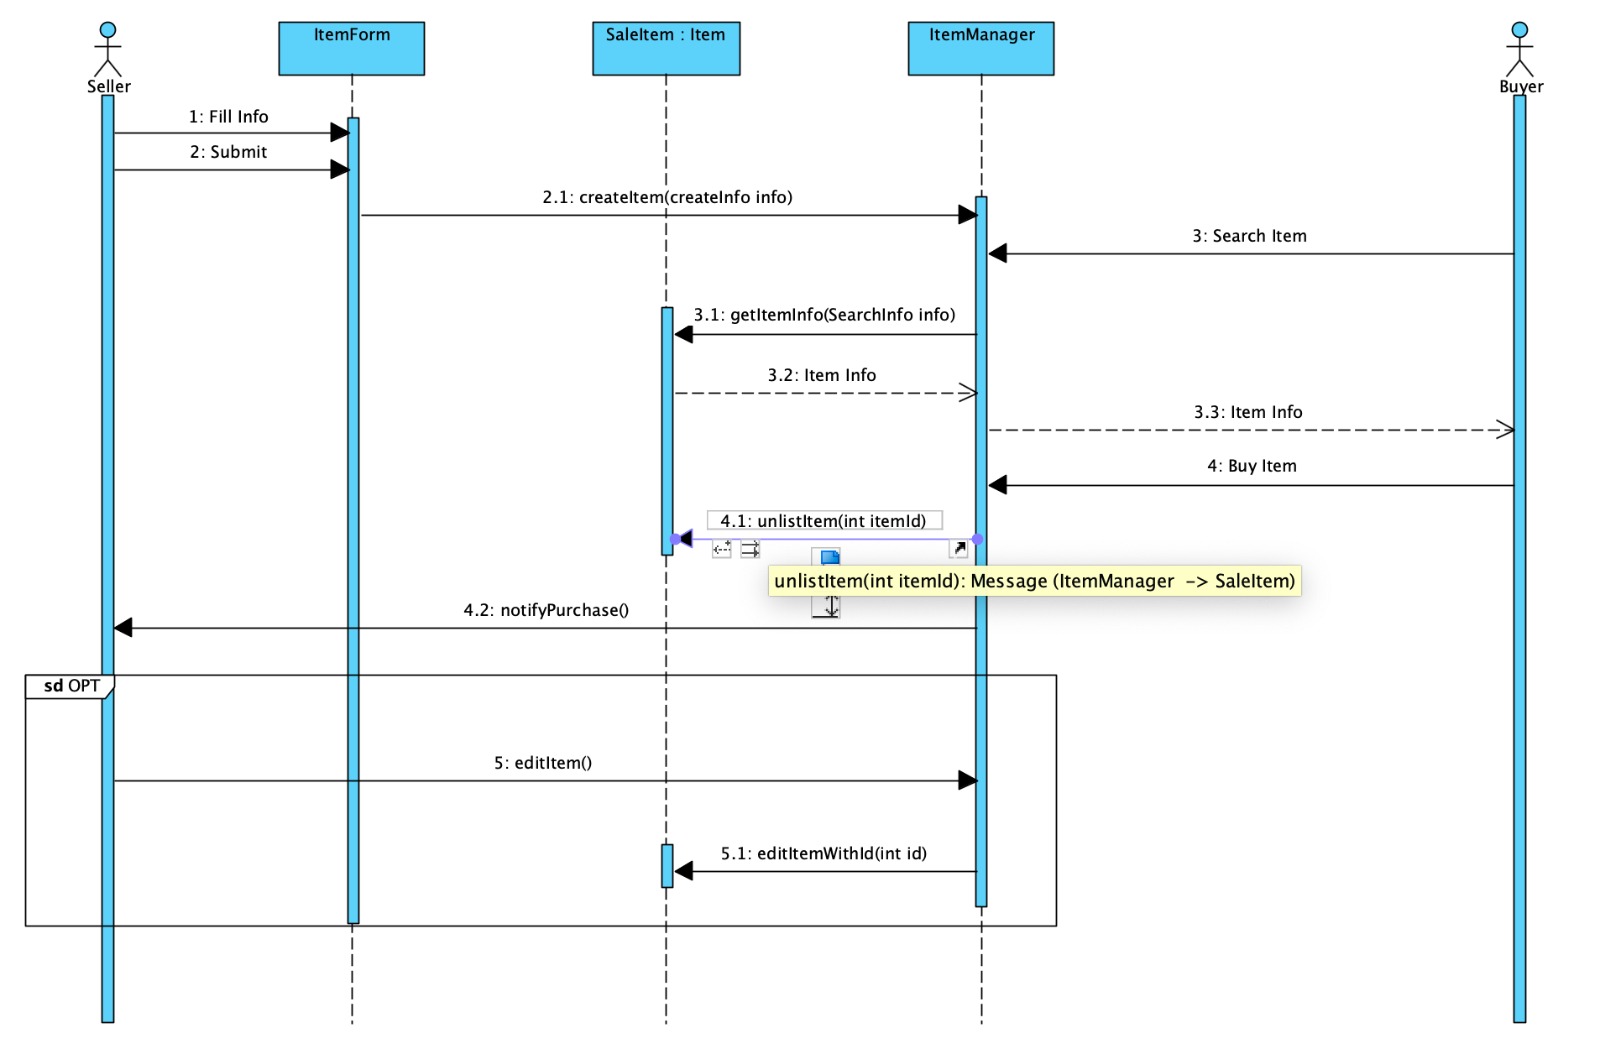 ItemForm
SaleItem : Item
ItemManager
Seller
Buyer
1: Fill Info
2: Submit
2.1: createItem(createInfo info)
3: Search Item
3.1: getItemInfo(SearchInfo info)
3.2: Item Info
3.3: Item Info
4: Buy Item
4.1: unlistItem(int itemId)
unlistItem(int itemId): Message (ItemManager -> SaleItem)
4.2: notifyPurchase()
sd OPT
5: editItem()
5.1: editItemWithId(int id)